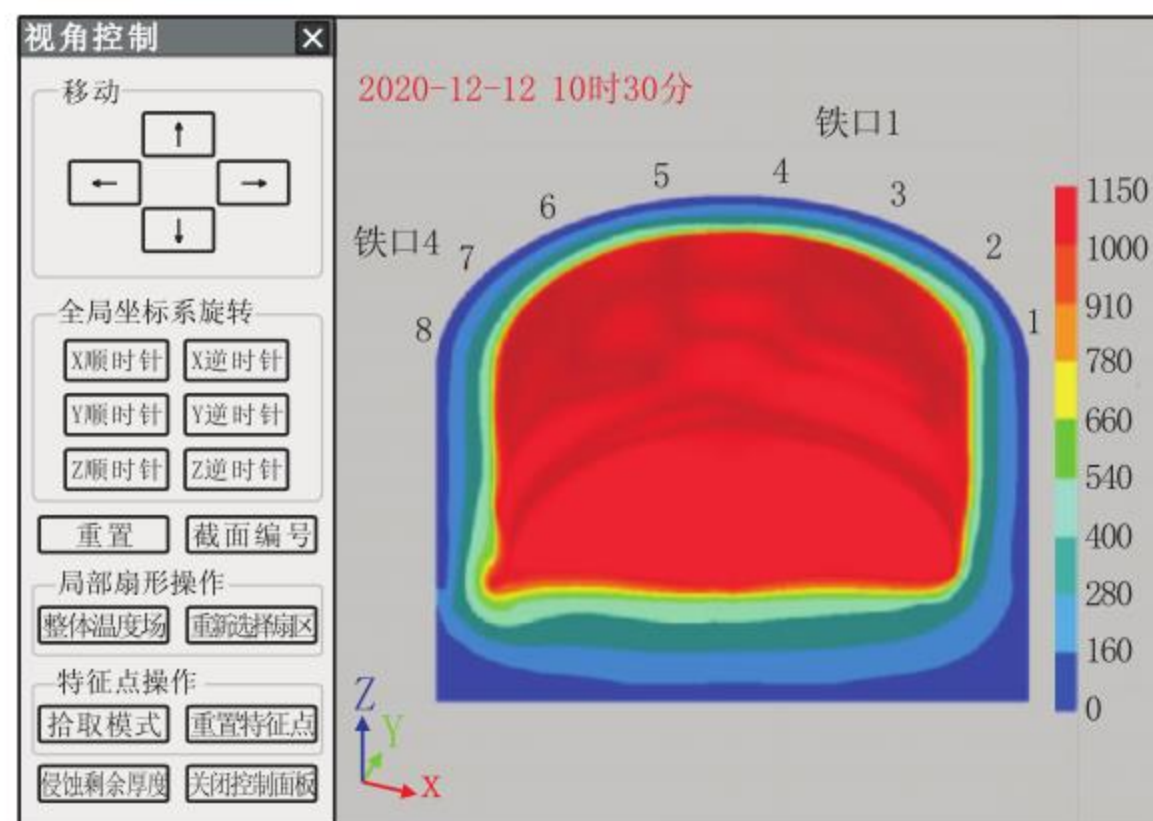 视角控制
移动
↑
← →
↓
全局坐标系旋转
X顺时针 X逆时针
Y顺时针 Y逆时针
Z顺时针 Z逆时针
重置 截面编号
局部扇形操作
整体温度场 重新选择扇区
特征点操作
拾取模式 重置特征点
侵蚀剩余厚度 关闭控制面板
2020-12-12 10时30分
铁口1
铁口4
8
7
6
5
4
3
2
1
1150
1000
910
780
660
540
400
280
160
0
Z
Y
X